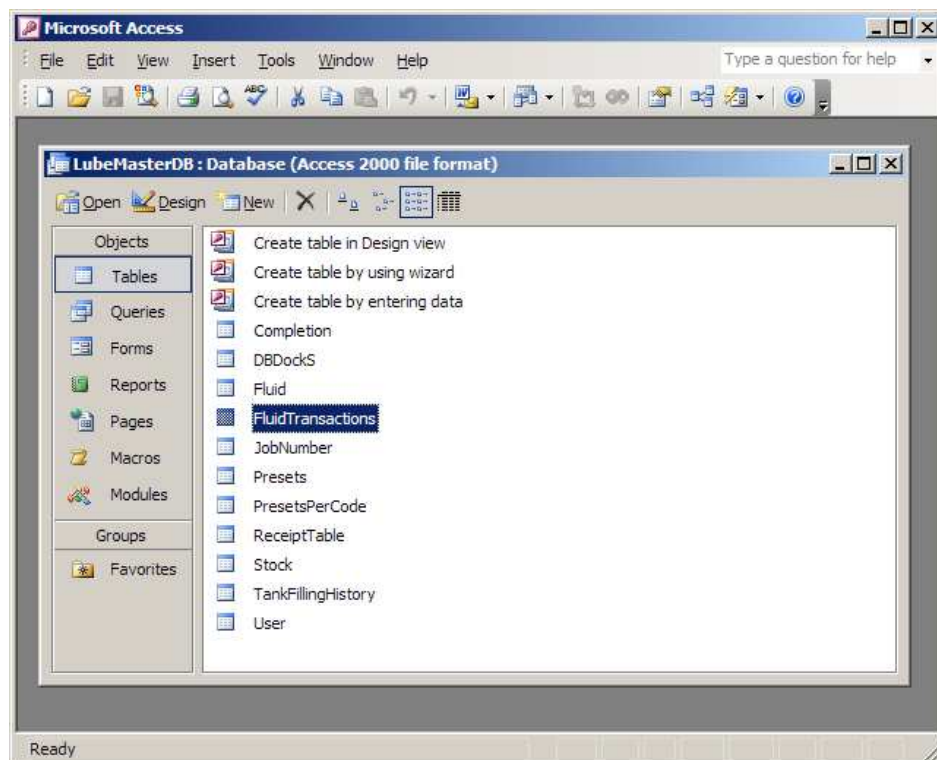 Microsoft Access
File Edit View Insert Tools Window Help Type a question for help
ABC W
LubeMasterDB : Database (Access 2000 file format)
Open Design New
Objects
Tables
Queries
Forms
Reports
Pages
Macros
Modules
Groups
Favorites
Create table in Design view
Create table by using wizard
Create table by entering data
Completion
DBDockS
Fluid
FluidTransactions
JobNumber
Presets
PresetsPerCode
ReceiptTable
Stock
TankFillingHistory
User
Ready